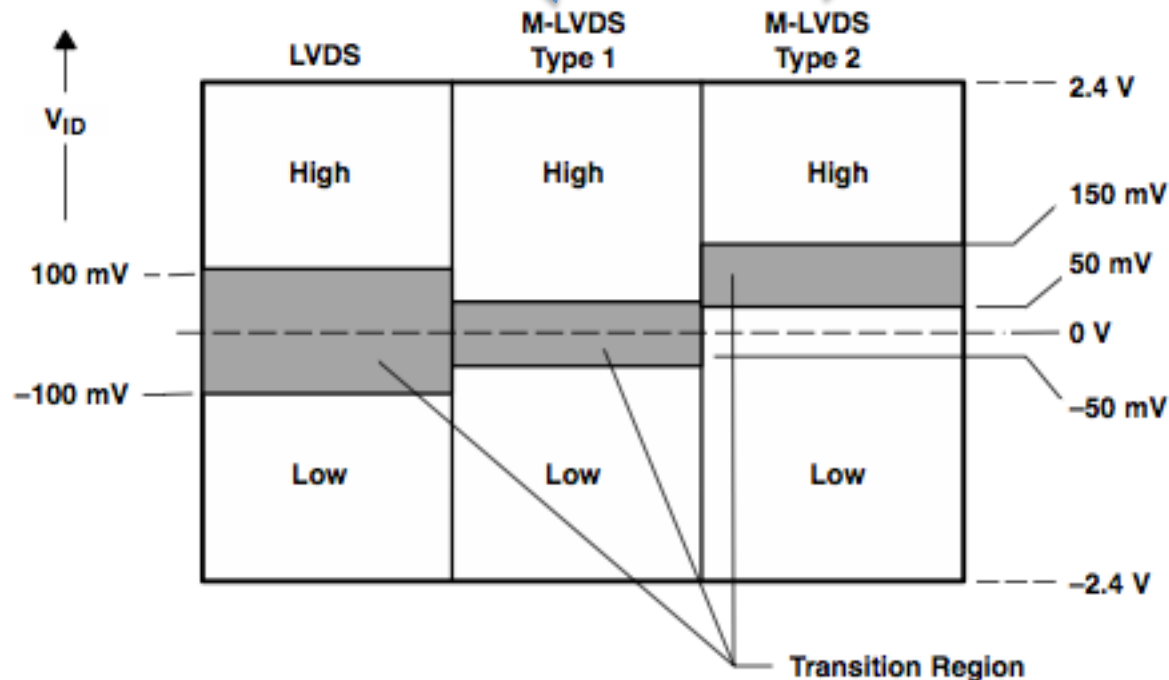 M-LVDS
Type 1
M-LVDS
Type 2
LVDS
2.4 V
VID
High
High
High
150 mV
100 mV
50 mV
0 V
–100 mV
–50 mV
Low
Low
Low
–2.4 V
Transition Region